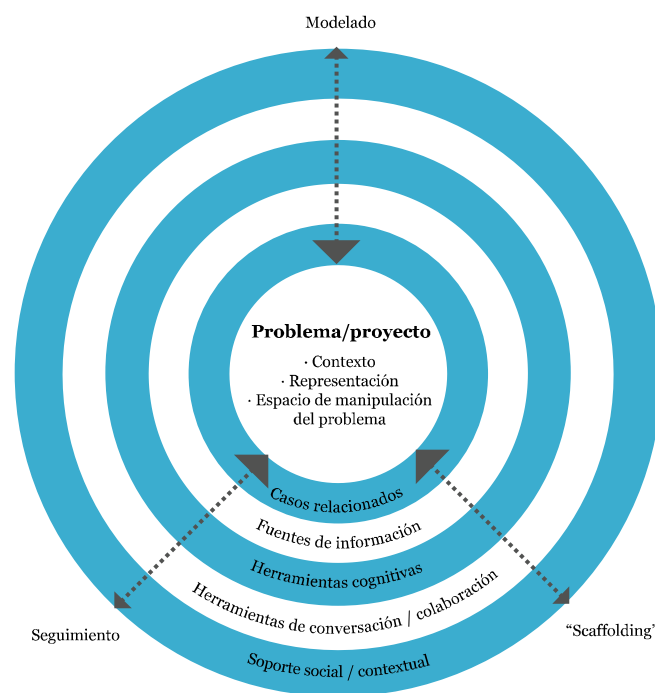 Modelado
Problema/proyecto
· Contexto
· Representación
· Espacio de manipulación
del problema
Casos relacionados
Fuentes de información
Herramientas cognitivas
Herramientas de conversación / colaboración
Soporte social / contextual
Seguimiento
“Scaffolding”